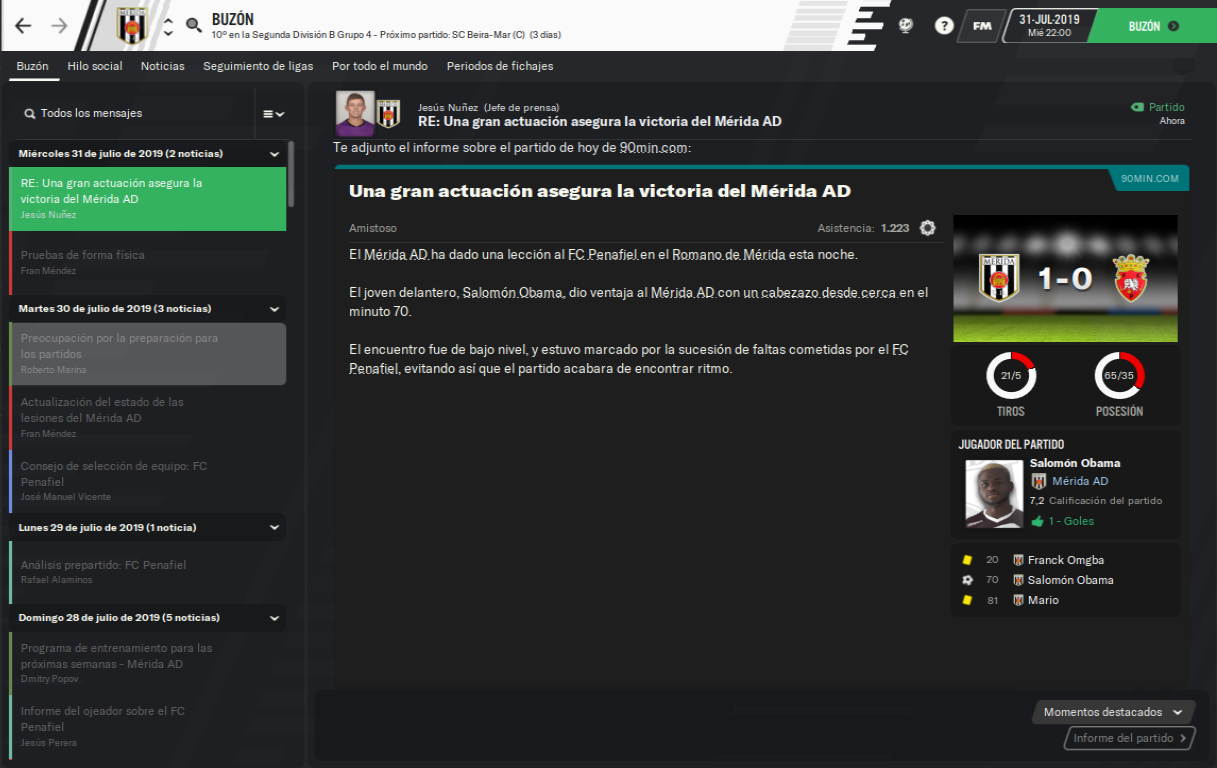 BUZÓN
10º en la Segunda División B Grupo 4 - Próximo partido: SC Beira-Mar (C) (3 días)
?
FM
31-JUL-2019
Mié 22:00
BUZÓN
Buzón Hilo social Noticias Seguimiento de ligas Por todo el mundo Periodos de fichajes
Todos los mensajes
Miércoles 31 de julio de 2019 (2 noticias)
RE: Una gran actuación asegura la
victoria del Mérida AD
Jesús Nuñez
Pruebas de forma física
Fran Méndez
Martes 30 de julio de 2019 (3 noticias)
Preocupación por la preparación para
los partidos
Roberto Marina
Actualización del estado de las
lesiones del Mérida AD
Fran Méndez
Consejo de selección de equipo: FC
Penafiel
José Manuel Vicente
Lunes 29 de julio de 2019 (1 noticia)
Análisis prepartido: FC Penafiel
Rafael Alaminos
Domingo 28 de julio de 2019 (5 noticias)
Programa de entrenamiento para las
próximas semanas - Mérida AD
Dmitry Popov
Informe del ojeador sobre el FC
Penafiel
Jesús Perera
Jesús Nuñez (Jefe de prensa)
RE: Una gran actuación asegura la victoria del Mérida AD
Partido
Ahora
Te adjunto el informe sobre el partido de hoy de 90min.com:
90MIN.COM
Una gran actuación asegura la victoria del Mérida AD
Amistoso
Asistencia: 1.223
El Mérida AD ha dado una lección al FC Penafiel en el Romano de Mérida esta noche.
El joven delantero, Salomón Obama, dio ventaja al Mérida AD con un cabezazo desde cerca en el
minuto 70.
El encuentro fue de bajo nivel, y estuvo marcado por la sucesión de faltas cometidas por el FC
Penafiel, evitando así que el partido acabara de encontrar ritmo.
MÉRIDA
1-0
21/5
65/35
TIROS
POSESIÓN
JUGADOR DEL PARTIDO
Salomón Obama
Mérida AD
7,2 Calificación del partido
1 - Goles
20 Franck Omgba
70 Salomón Obama
81 Mario
Momentos destacados
Informe del partido